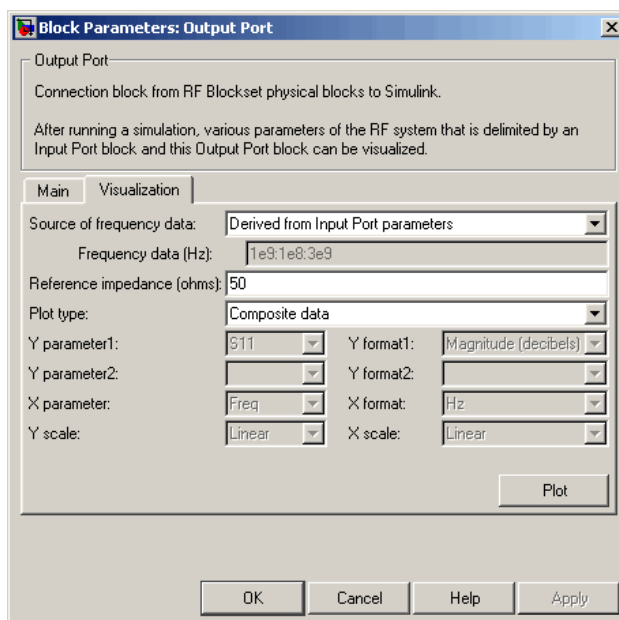 Block Parameters: Output Port
Output Port
Connection block from RF Blockset physical blocks to Simulink.
After running a simulation, various parameters of the RF system that is delimited by an
Input Port block and this Output Port block can be visualized.
Main Visualization
Source of frequency data: Derived from Input Port parameters
Frequency data (Hz): 1e9:1e8:3e9
Reference impedance (ohms): 50
Plot type: Composite data
Y parameter1: S11 Y format1: Magnitude (decibels)
Y parameter2: Y format2:
X parameter: Freq X format: Hz
Y scale: Linear X scale: Linear
Plot
OK Cancel Help Apply